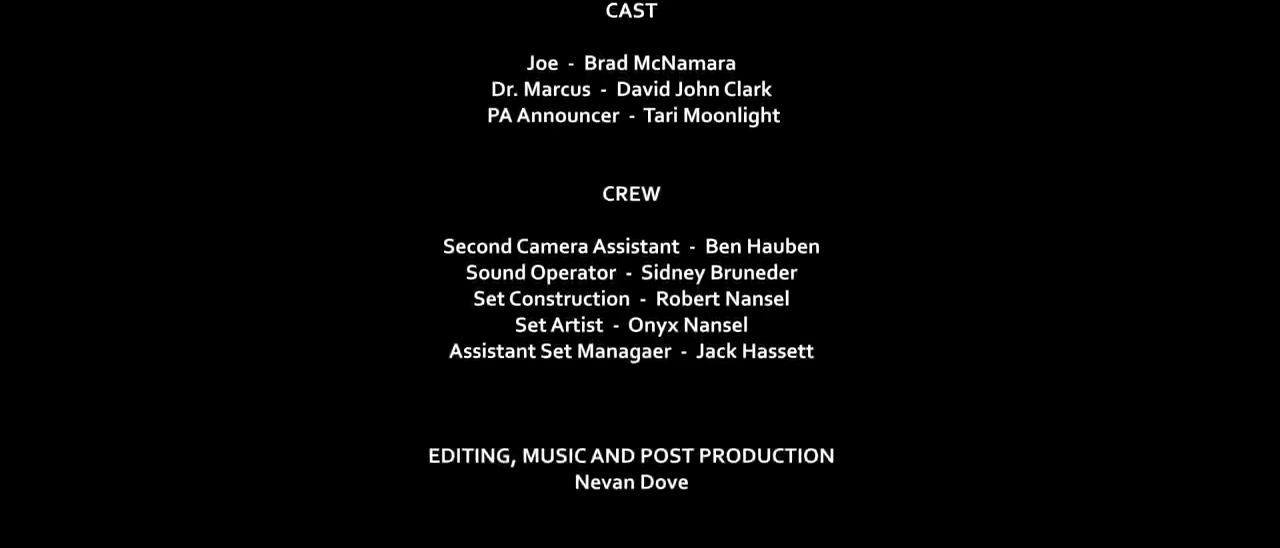 CAST
Joe - Brad McNamara
Dr. Marcus - David John Clark
PA Announcer - Tari Moonlight
CREW
Second Camera Assistant - Ben Hauben
Sound Operator - Sidney Bruneder
Set Construction - Robert Nansel
Set Artist - Onyx Nansel
Assistant Set Managaer - Jack Hassett
EDITING, MUSIC AND POST PRODUCTION
Nevan Dove